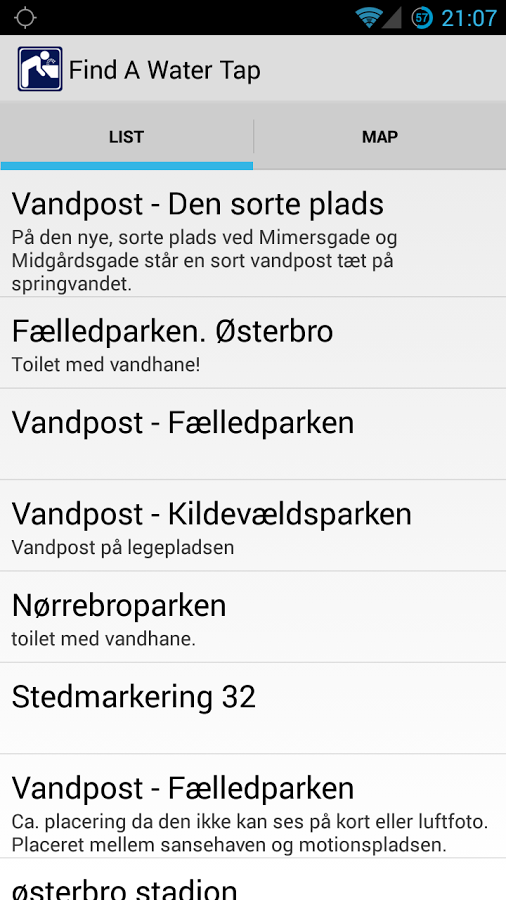 57 21:07
Find A Water Tap
LIST MAP
Vandpost - Den sorte plads
På den nye, sorte plads ved Mimersgade og
Midgårdsgade står en sort vandpost tæt på
springvandet.
Fælledparken. Østerbro
Toilet med vandhane!
Vandpost - Fælledparken
Vandpost - Kildevældsparken
Vandpost på legepladsen
Nørrebroparken
toilet med vandhane.
Stedmarkering 32
Vandpost - Fælledparken
Ca. placering da den ikke kan ses på kort eller luftfoto.
Placeret mellem sansehaven og motionspladsen.
østerbro stadion